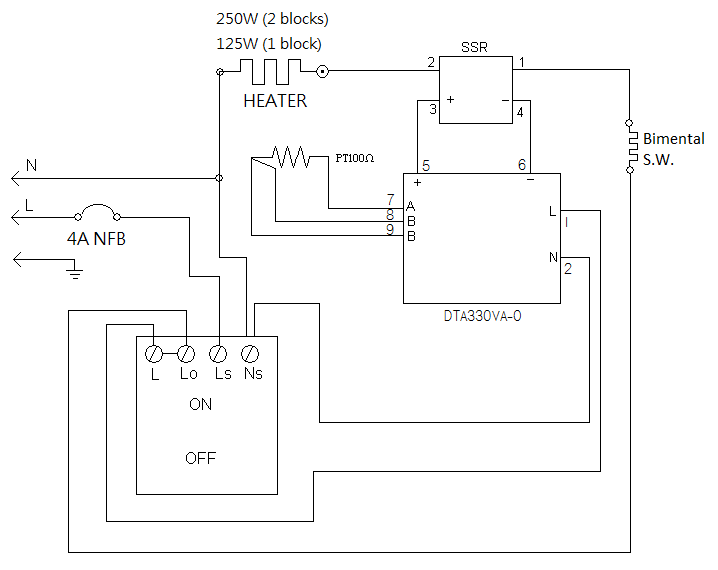 250W (2 blocks)
125W (1 block)
HEATER
SSR
2
1
+
−
3
4
Bimental
S.W.
N
L
4A NFB
PT100Ω
5
6
+
−
7
A
8
B
9
B
L
1
N
2
DTA330VA-0
L
Lo
Ls
Ns
ON
OFF